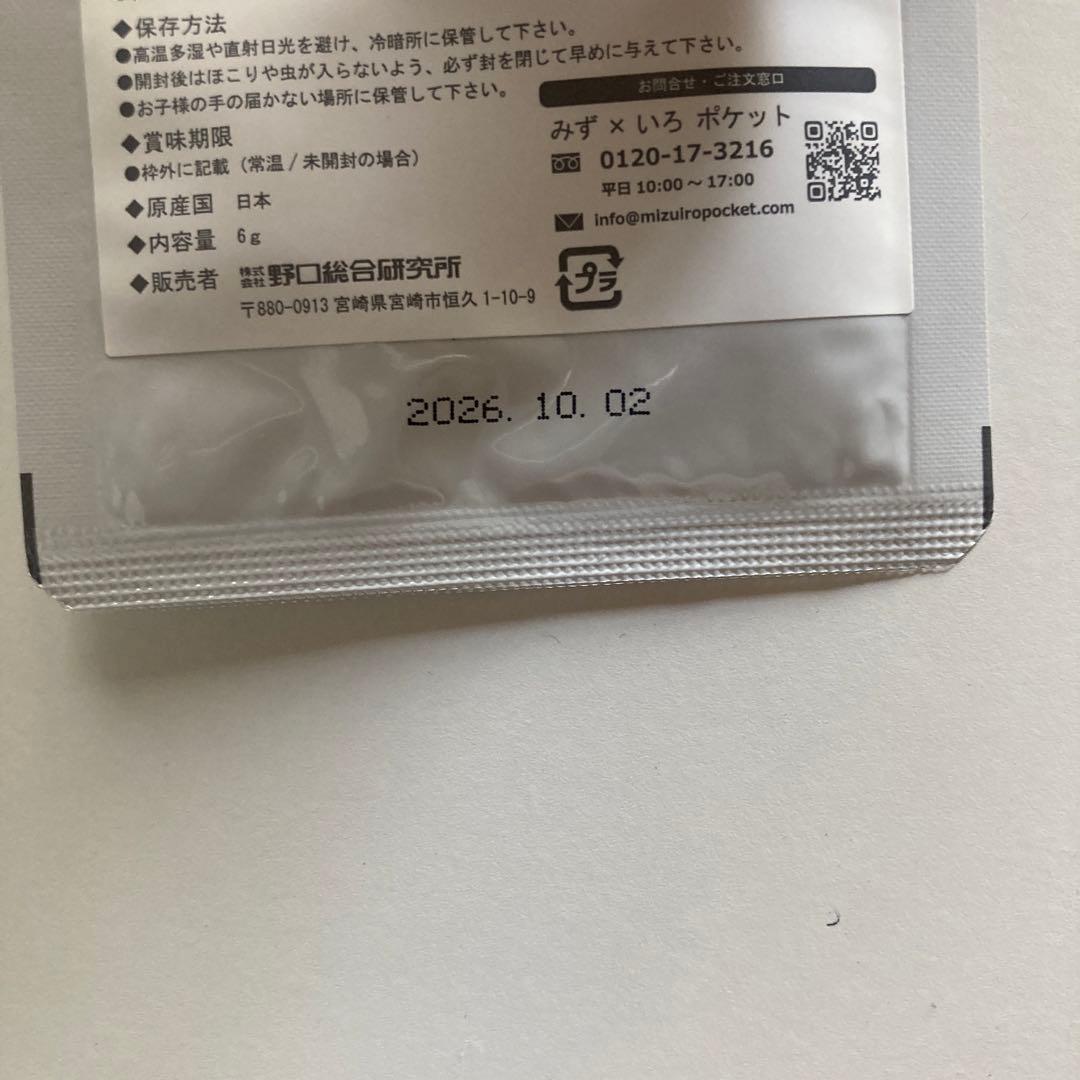 ◆保存方法
●高温多湿や直射日光を避け、冷暗所に保管して下さい。
●開封後はほこりや虫が入らないよう、必ず封を閉じて早めに与えて下さい。
●お子様の手の届かない場所に保管して下さい。
◆賞味期限
●枠外に記載（常温/未開封の場合）
◆原産国 日本
◆内容量 6g
◆販売者 株式会社野口総合研究所
〒880-0913 宮崎県宮崎市恒久1-10-9
お問合せ・ご注文窓口
みず×いろ ポケット
0120-17-3216
平日 10:00～17:00
info@mizuiropocket.com
プラ
2026. 10. 02